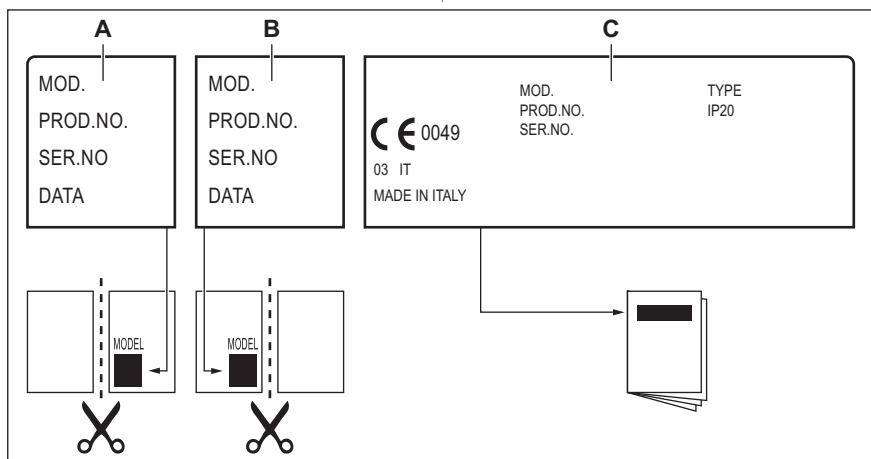 A
B
C
MOD.
PROD.NO.
SER.NO
DATA
MOD.
PROD.NO.
SER.NO
DATA
MOD.
PROD.NO.
SER.NO.
TYPE
IP20
CE 0049
03 IT
MADE IN ITALY
MODEL
MODEL